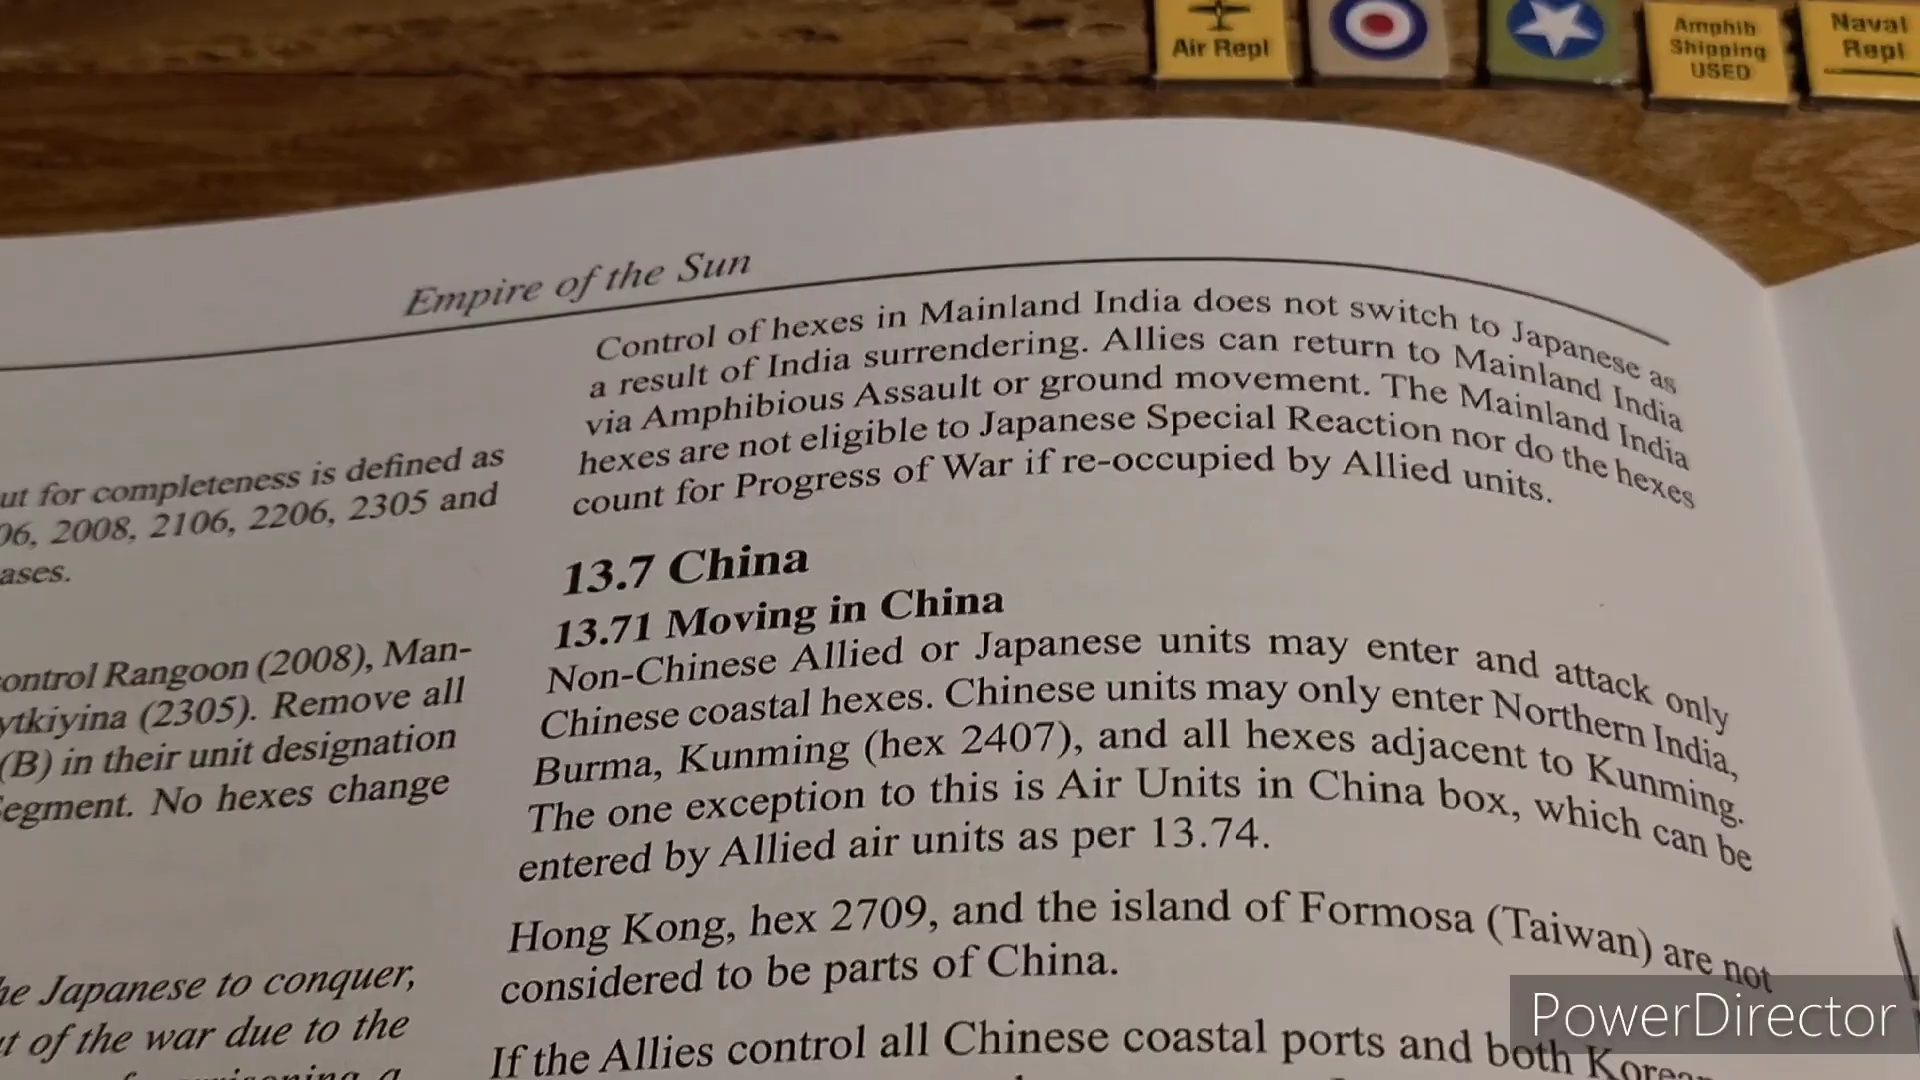 Air Repl
Amphib
Shipping
USED
Naval
Repl
Empire of the Sun
ut for completeness is defined as
06, 2008, 2106, 2206, 2305 and
ases.
ontrol Rangoon (2008), Man-
ytkiyina (2305). Remove all
(B) in their unit designation
egment. No hexes change
he Japanese to conquer,
t of the war due to the
a
Control of hexes in Mainland India does not switch to Japanese as
a result of India surrendering. Allies can return to Mainland India
via Amphibious Assault or ground movement. The Mainland India
hexes are not eligible to Japanese Special Reaction nor do the hexes
count for Progress of War if re-occupied by Allied units.
13.7 China
13.71 Moving in China
Non-Chinese Allied or Japanese units may enter and attack only
Chinese coastal hexes. Chinese units may only enter Northern India,
Burma, Kunming (hex 2407), and all hexes adjacent to Kunming.
The one exception to this is Air Units in China box, which can be
entered by Allied air units as per 13.74.
Hong Kong, hex 2709, and the island of Formosa (Taiwan) are not
considered to be parts of China.
If the Allies control all Chinese coastal ports and both Korean
PowerDirector